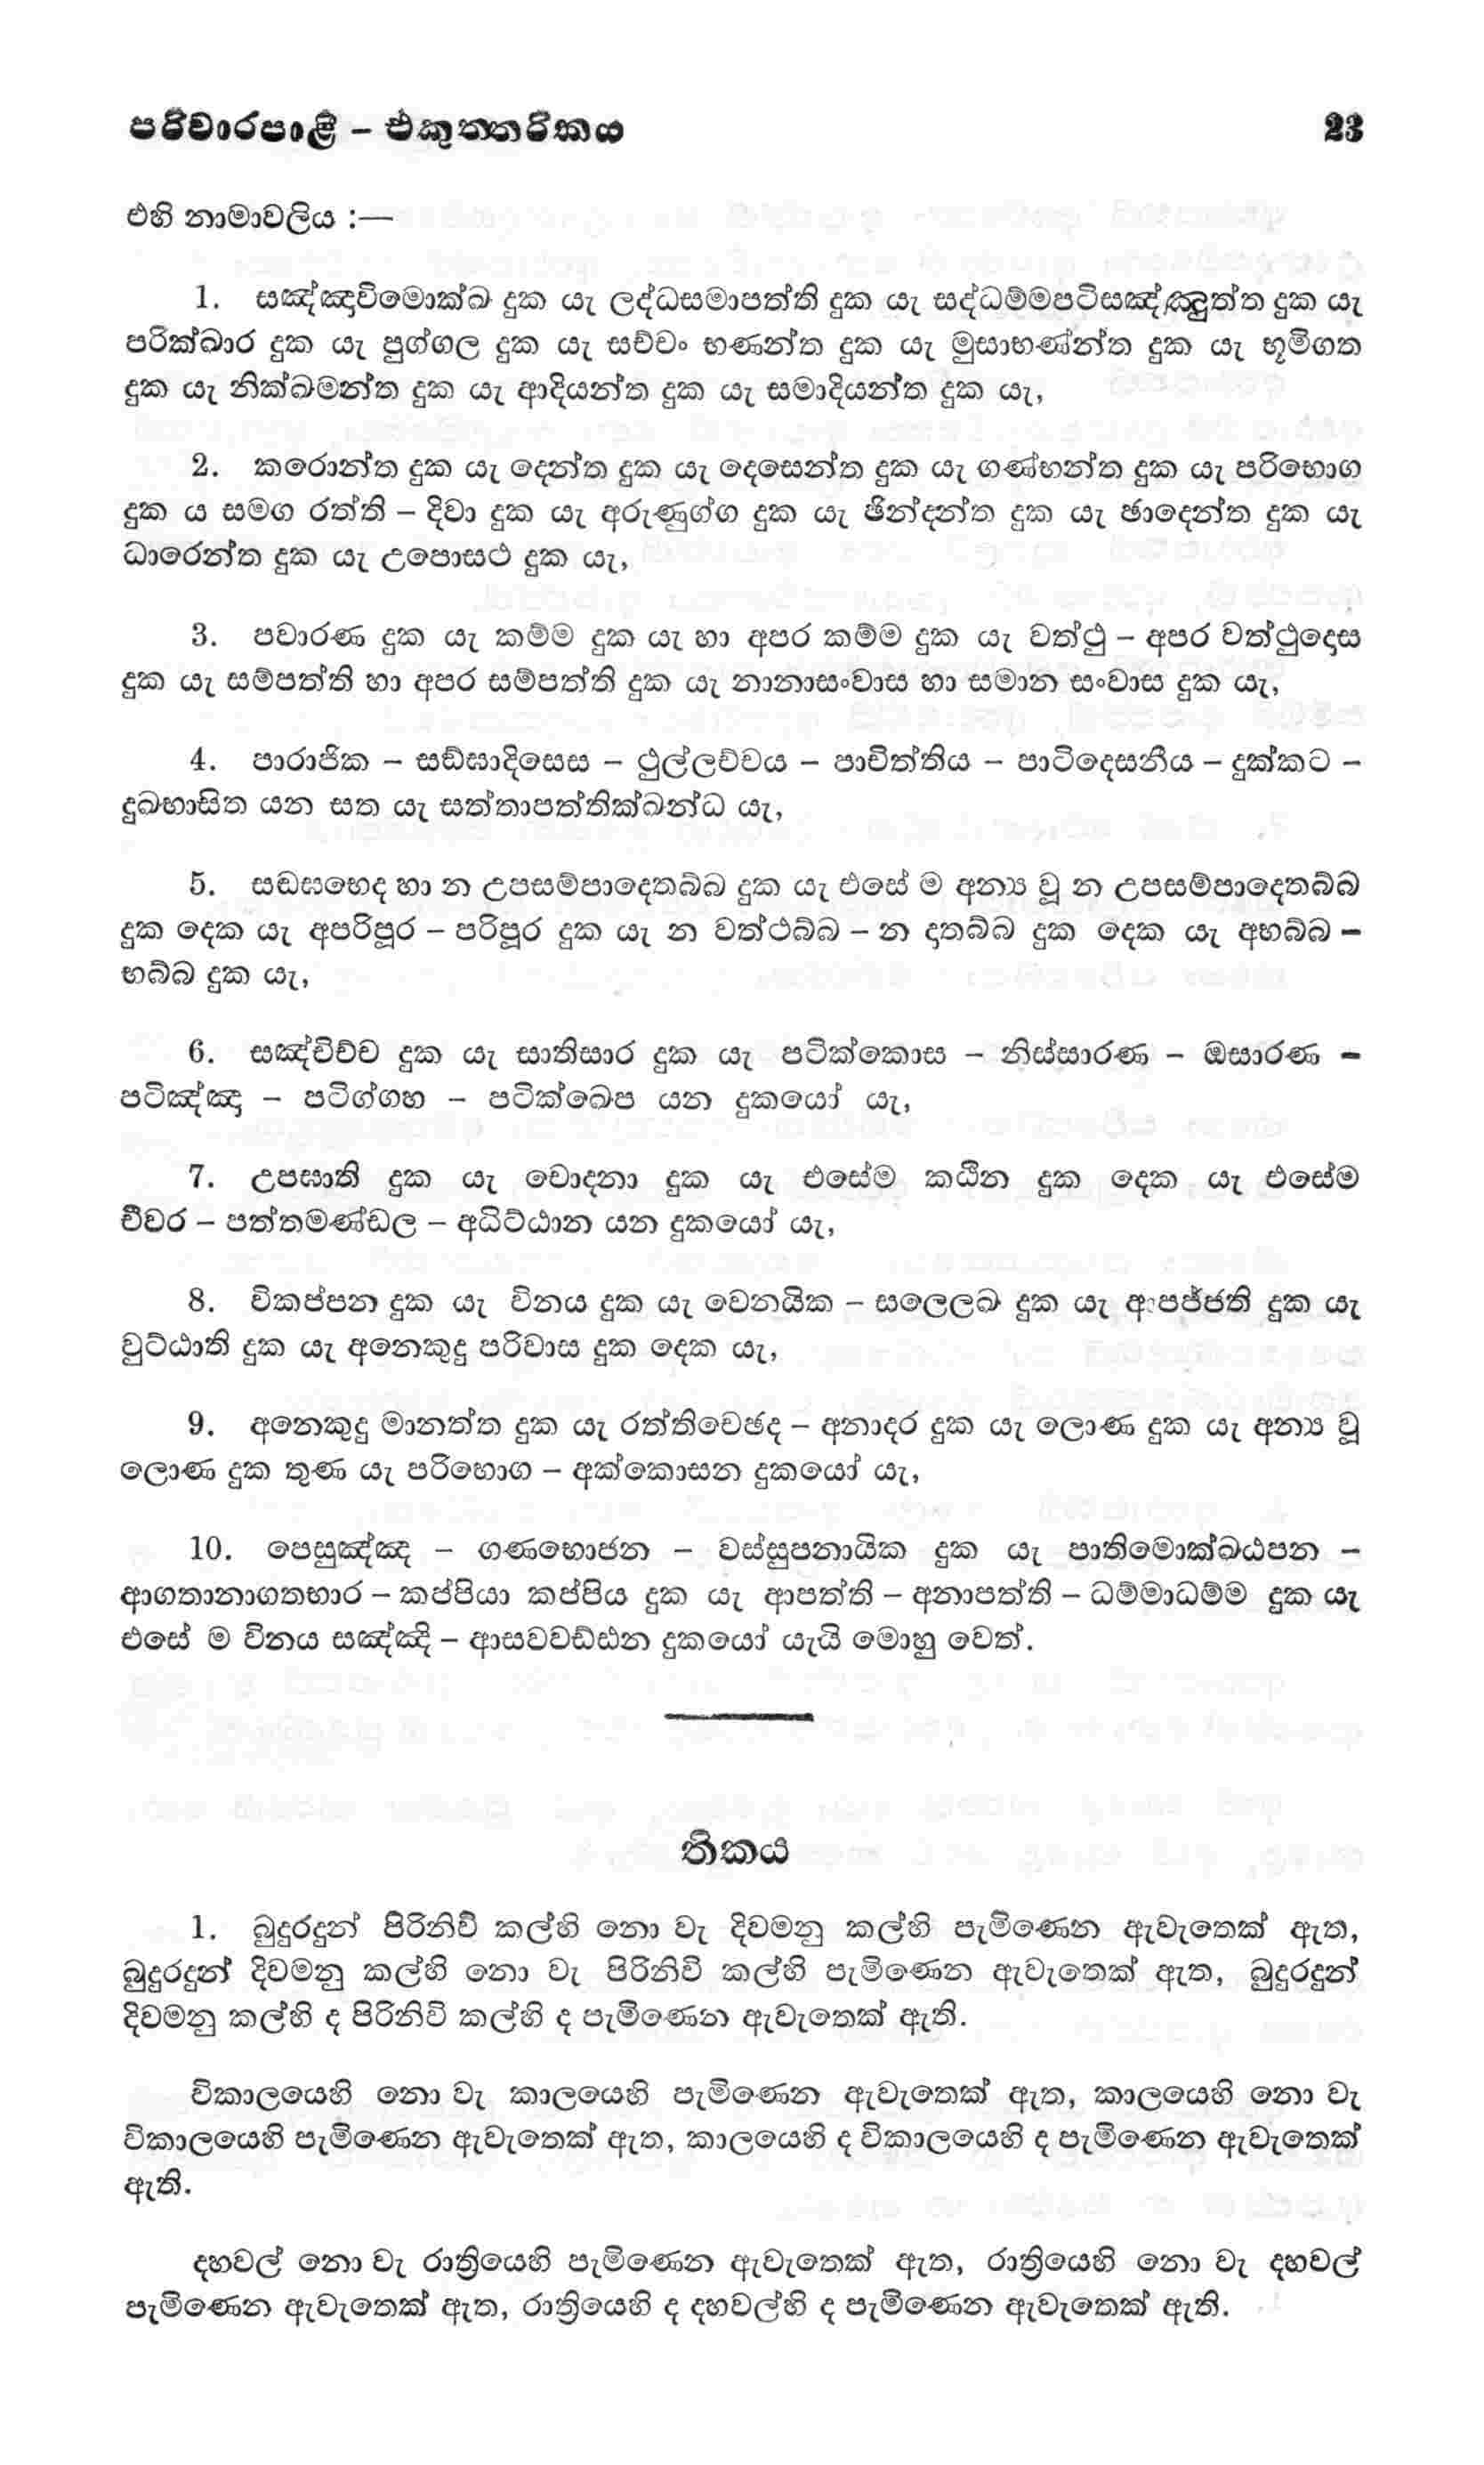 පරිවාරපාළි – එකුත්තරිකය 23
එහි නාමාවලිය :—
1. සඤ්ඤාවිමොක්ඛ දුක යැ ලද්ධසමාපත්ති දුක යැ සද්ධම්මපටිසඤ්ඤුත්ත දුක යැ
පරික්ඛාර දුක යැ පුග්ගල දුක යැ සච්චං භණන්ත දුක යැ මුසාභණ්න්ත දුක යැ භූමිගත
දුක යැ නික්ඛමන්ත දුක යැ ආදියන්ත දුක යැ සමාදියන්ත දුක යැ,
2. කරොන්ත දුක යැ දෙන්ත දුක යැ දෙසෙන්ත දුක යැ ගණ්භන්ත දුක යැ පරිභොග
දුක ය සමග රත්ති – දිවා දුක යැ අරුණුග්ග දුක යැ ඡින්දන්ත දුක යැ ඡාදෙන්ත දුක යැ
ධාරෙන්ත දුක යැ උපොසථ දුක යැ,
3. පවාරණ දුක යැ කම්ම දුක යැ හා අපර කම්ම දුක යැ වත්ථු – අපර වත්ථුදොස
දුක යැ සම්පත්ති හා අපර සම්පත්ති දුක යැ නානාසංවාස හා සමාන සංවාස දුක යැ,
4. පාරාජික – සඞ්ඝාදිසෙස – ථුල්ලච්චය – පාචිත්තිය – පාටිදෙසනීය – දුක්කට –
දුඛභාසිත යන සත යැ සත්තාපත්තික්ඛන්ධ යැ,
5. සඞඝභෙද හා න උපසම්පාදෙතබ්බ දුක යැ එසේ ම අන්‍ය වූ න උපසම්පාදෙතබ්බ
දුක දෙක යැ අපරිපූර – පරිපූර දුක යැ න වත්ථබ්බ – න දාතබ්බ දුක දෙක යැ අභබ්බ –
භබ්බ දුක යැ,
6. සඤ්චිච්ච දුක යැ සාතිසාර දුක යැ පටික්කොස – නිස්සාරණ – ඔසාරණ –
පටිඤ්ඤා – පටිග්ගහ – පටික්ඛෙප යන දුකයෝ යැ,
7. උපඝාති දුක යැ චොදනා දුක යැ එසේම කඨින දුක දෙක යැ එසේම
චීවර – පත්තමණ්ඩල – අධිට්ඨාන යන දුකයෝ යැ,
8. විකප්පන දුක යැ විනය දුක යැ වෙනයික – සලෙලඛ දුක යැ ආපජ්ජති දුක යැ
වුට්ඨාති දුක යැ අනෙකුදු පරිවාස දුක දෙක යැ,
9. අනෙකුදු මානත්ත දුක යැ රත්තිචෙඡද – අනාදර දුක යැ ලොණ දුක යැ අන්‍ය වූ
ලොණ දුක තුණ යැ පරිභොග – අක්කොසන දුකයෝ යැ,
10. පෙසුඤ්ඤ – ගණභොජන – වස්සුපනායික දුක යැ පාතිමොක්ඛඨපන –
ආගතානාගතභාර – කප්පියා කප්පිය දුක යැ ආපත්ති – අනාපත්ති – ධම්මාධම්ම දුක යැ
එසේ ම විනය සඤ්ඤි – ආසවවඩ්ඪන දුකයෝ යැයි මොහු වෙත්.
තිකය
1. බුදුරදුන් පිරිනිවි කල්හි නො වැ දිවමනු කල්හි පැමිණෙන ඇවැතෙක් ඇත,
බුදුරදුන් දිවමනු කල්හි නො වැ පිරිනිවි කල්හි පැමිණෙන ඇවැතෙක් ඇත, බුදුරදුන්
දිවමනු කල්හි ද පිරිනිවි කල්හි ද පැමිණෙන ඇවැතෙක් ඇති.
විකාලයෙහි නො වැ කාලයෙහි පැමිණෙන ඇවැතෙක් ඇත, කාලයෙහි නො වැ
විකාලයෙහි පැමිණෙන ඇවැතෙක් ඇත, කාලයෙහි ද විකාලයෙහි ද පැමිණෙන ඇවැතෙක්
ඇති.
දහවල් නො වැ රාත්‍රියෙහි පැමිණෙන ඇවැතෙක් ඇත, රාත්‍රියෙහි නො වැ දහවල්
පැමිණෙන ඇවැතෙක් ඇත, රාත්‍රියෙහි ද දහවල්හි ද පැමිණෙන ඇවැතෙක් ඇති.